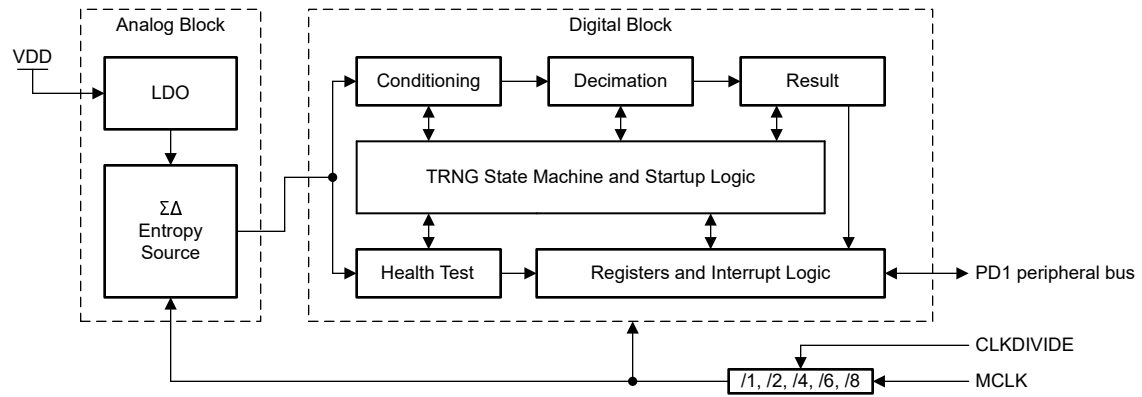 Analog Block
Digital Block
VDD
LDO
Conditioning
Decimation
Result
TRNG State Machine and Startup Logic
ΣΔ
Entropy
Source
Health Test
Registers and Interrupt Logic
PD1 peripheral bus
CLKDIVIDE
/1, /2, /4, /6, /8
MCLK